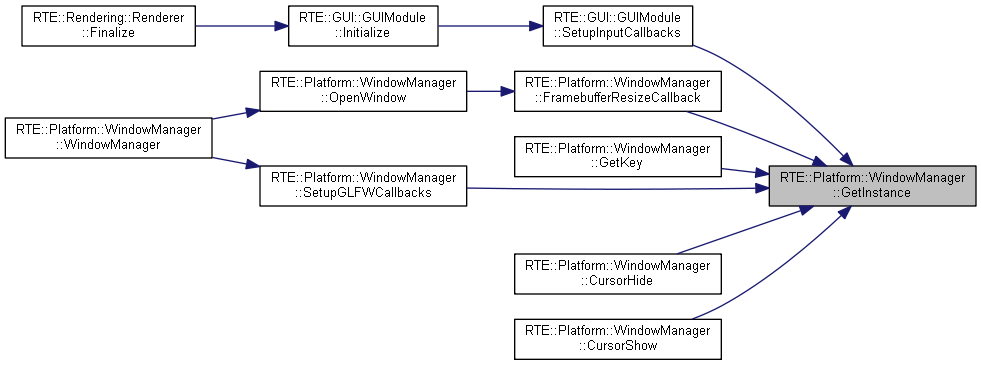 RTE::Rendering::Renderer
::Finalize
RTE::GUI::GUIModule
::Initialize
RTE::GUI::GUIModule
::SetupInputCallbacks
RTE::Platform::WindowManager
::OpenWindow
RTE::Platform::WindowManager
::FramebufferResizeCallback
RTE::Platform::WindowManager
::WindowManager
RTE::Platform::WindowManager
::GetKey
RTE::Platform::WindowManager
::SetupGLFWCallbacks
RTE::Platform::WindowManager
::GetInstance
RTE::Platform::WindowManager
::CursorHide
RTE::Platform::WindowManager
::CursorShow